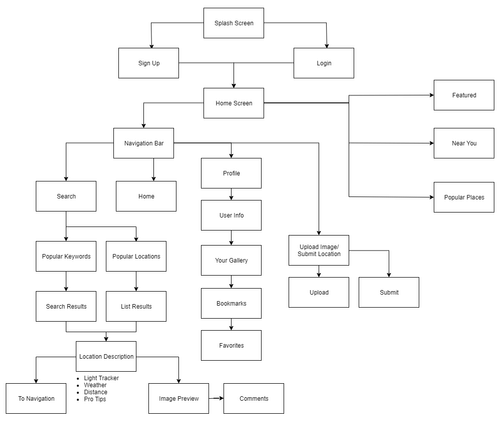 Splash Screen
Sign Up
Login
Home Screen
Featured
Near You
Popular Places
Navigation Bar
Search
Home
Profile
User Info
Your Gallery
Bookmarks
Favorites
Upload Image/
Submit Location
Upload
Submit
Popular Keywords
Popular Locations
Search Results
List Results
Location Description
• Light Tracker
• Weather
• Distance
• Pro Tips
To Navigation
Image Preview
Comments